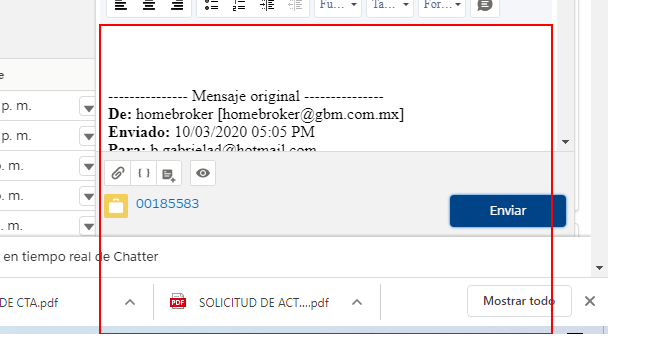 Fu...
Ta...
For...
e
p. m.
p. m.
o. m.
o. m.
. m.
--------------- Mensaje original ---------------
De: homebroker [homebroker@gbm.com.mx]
Enviado: 10/03/2020 05:05 PM
Para: b.gabrielad@hotmail.com
{ }
00185583
Enviar
en tiempo real de Chatter
DE CTA.pdf
PDF
SOLICITUD DE ACT....pdf
Mostrar todo